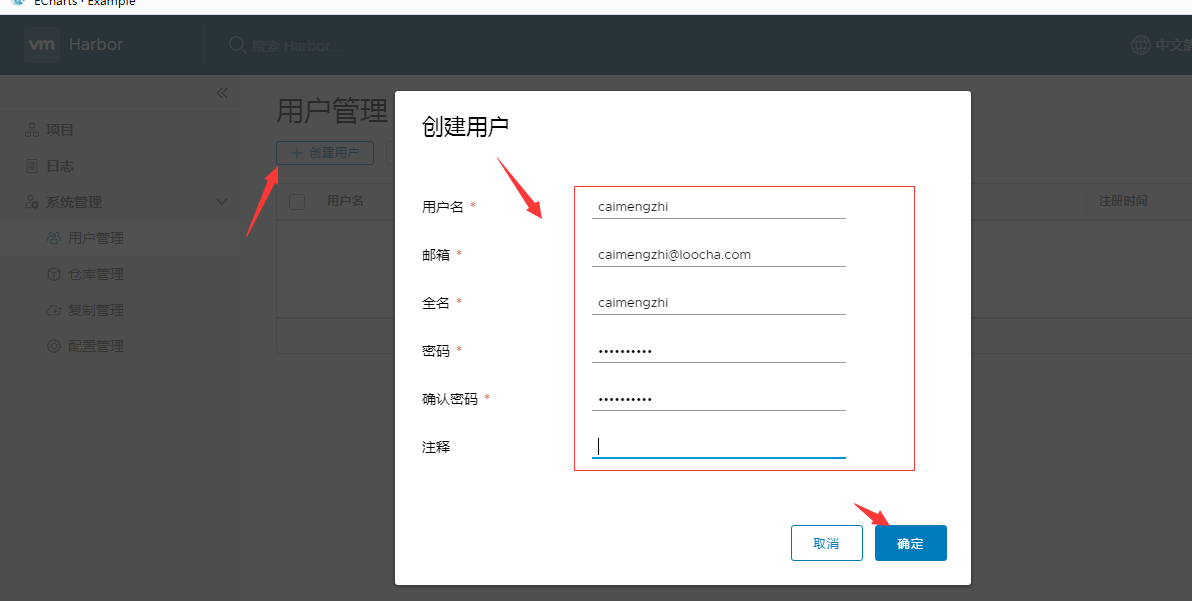 ECharts · Example
vm Harbor
搜索 Harbor...
中文简
«
项目
日志
系统管理
用户管理
仓库管理
复制管理
配置管理
用户管理
+ 创建用户
用户名
注册时间
创建用户
用户名 *
caimengzhi
邮箱 *
caimengzhi@loocha.com
全名 *
caimengzhi
密码 *
••••••••••
确认密码 *
••••••••••
注释
取消
确定